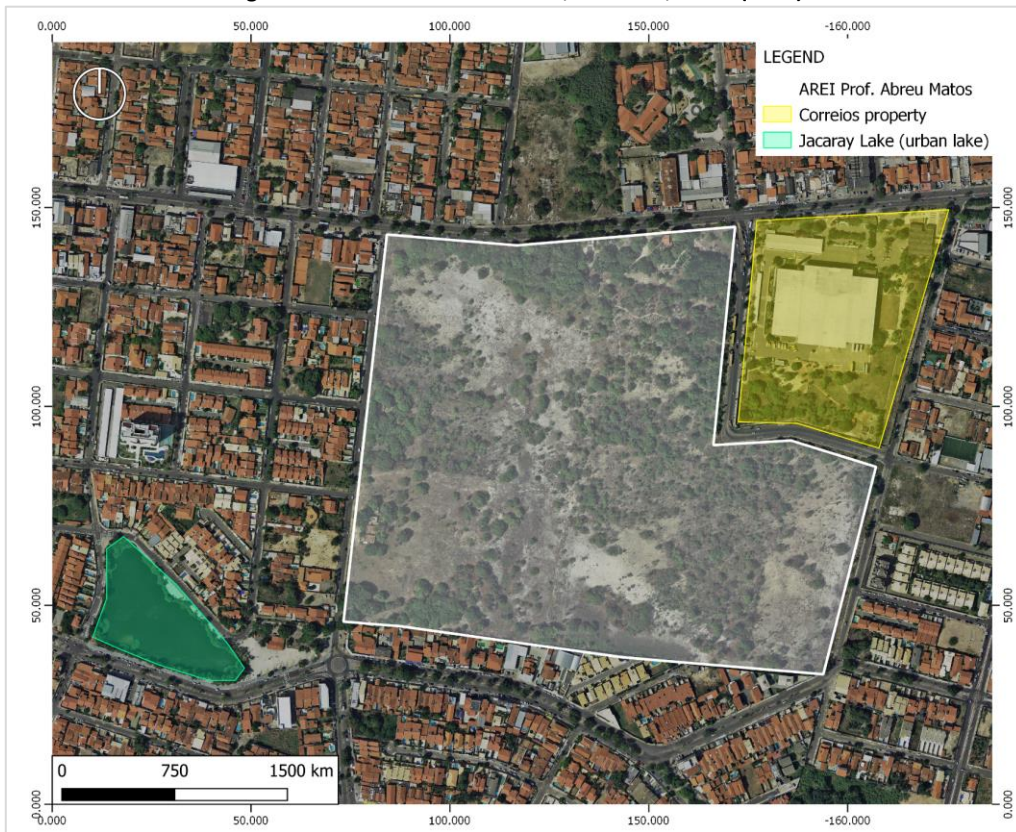 0.000 50.000 100.000 150.000 -160.000
LEGEND
AREI Prof. Abreu Matos
Correios property
Jacaray Lake (urban lake)
150.000 150.000
100.000 100.000
50.000 50.000
0 750 1500 km
0.000 0.000
0.000 50.000 100.000 150.000 -160.000